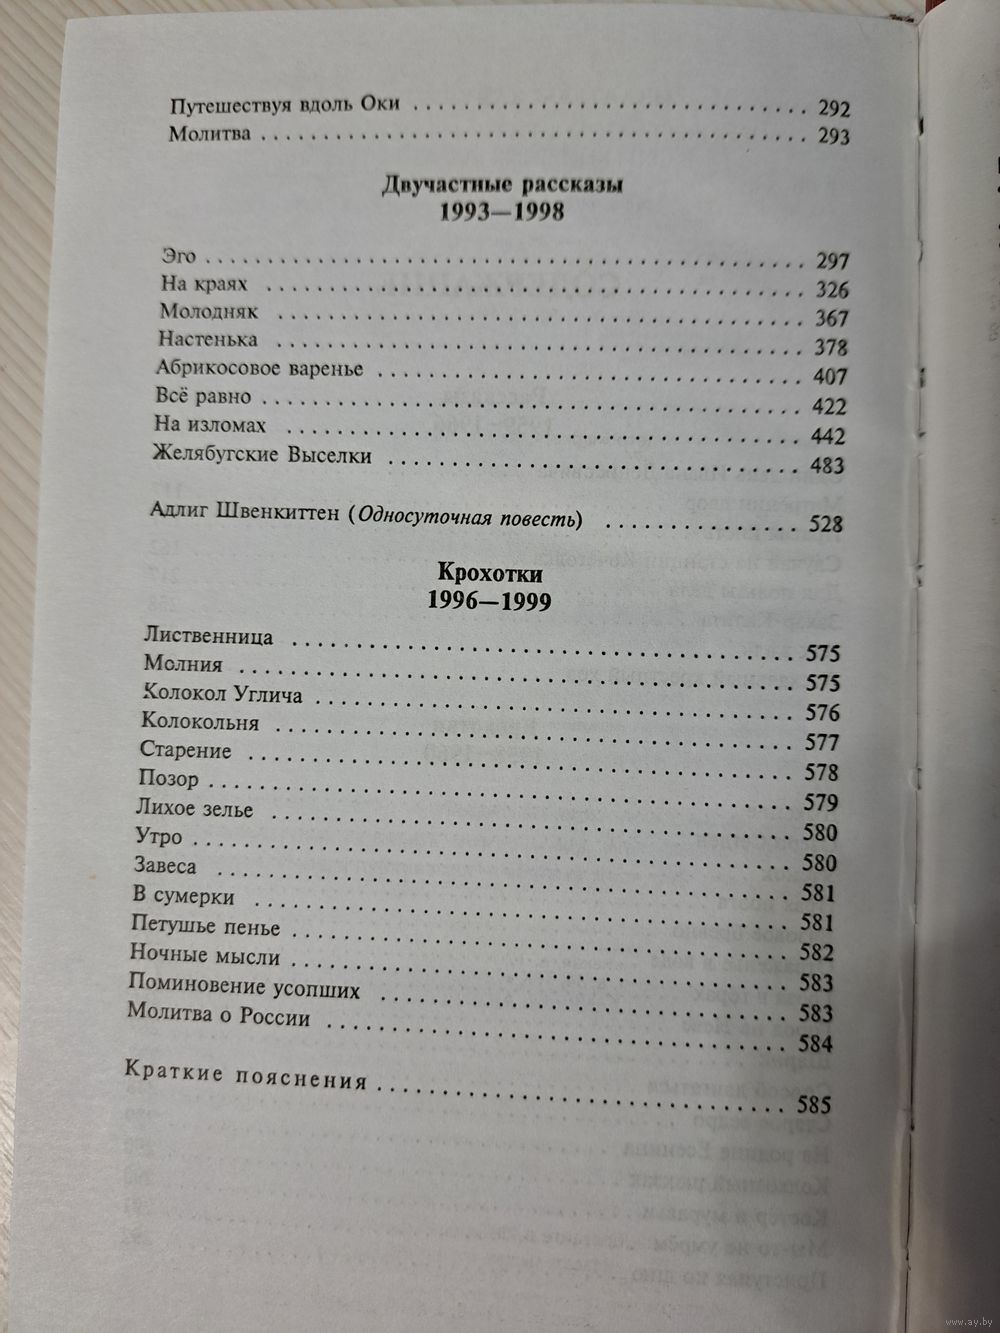 Путешествуя вдоль Оки . . . . . . . . . . . . . . . . . . . . . . . . . . . . 292
Молитва . . . . . . . . . . . . . . . . . . . . . . . . . . . . . . . . . . . . . . . 293
Двучастные рассказы
1993—1998
Эго . . . . . . . . . . . . . . . . . . . . . . . . . . . . . . . . . . . . . . . . . . . 297
На краях . . . . . . . . . . . . . . . . . . . . . . . . . . . . . . . . . . . . . . 326
Молодняк . . . . . . . . . . . . . . . . . . . . . . . . . . . . . . . . . . . . . 367
Настенька . . . . . . . . . . . . . . . . . . . . . . . . . . . . . . . . . . . . . 378
Абрикосовое варенье . . . . . . . . . . . . . . . . . . . . . . . . . . . . . . 407
Всё равно . . . . . . . . . . . . . . . . . . . . . . . . . . . . . . . . . . . . . . 422
На изломах . . . . . . . . . . . . . . . . . . . . . . . . . . . . . . . . . . . . 442
Желябугские Выселки . . . . . . . . . . . . . . . . . . . . . . . . . . . . . 483
Адлиг Швенкиттен (Односуточная повесть) . . . . . . . . . . . . . . 528
Крохотки
1996—1999
Лиственница . . . . . . . . . . . . . . . . . . . . . . . . . . . . . . . . . . . . 575
Молния . . . . . . . . . . . . . . . . . . . . . . . . . . . . . . . . . . . . . . . . 575
Колокол Углича . . . . . . . . . . . . . . . . . . . . . . . . . . . . . . . . . . 576
Колокольня . . . . . . . . . . . . . . . . . . . . . . . . . . . . . . . . . . . . . 577
Старение . . . . . . . . . . . . . . . . . . . . . . . . . . . . . . . . . . . . . . . 578
Позор . . . . . . . . . . . . . . . . . . . . . . . . . . . . . . . . . . . . . . . . . . 579
Лихое зелье . . . . . . . . . . . . . . . . . . . . . . . . . . . . . . . . . . . . . 580
Утро . . . . . . . . . . . . . . . . . . . . . . . . . . . . . . . . . . . . . . . . . . . 580
Завеса . . . . . . . . . . . . . . . . . . . . . . . . . . . . . . . . . . . . . . . . . 581
В сумерки . . . . . . . . . . . . . . . . . . . . . . . . . . . . . . . . . . . . . . 581
Петушье пенье . . . . . . . . . . . . . . . . . . . . . . . . . . . . . . . . . . . 582
Ночные мысли . . . . . . . . . . . . . . . . . . . . . . . . . . . . . . . . . . . 583
Поминовение усопших . . . . . . . . . . . . . . . . . . . . . . . . . . . . . 583
Молитва о России . . . . . . . . . . . . . . . . . . . . . . . . . . . . . . . . . 584
Краткие пояснения . . . . . . . . . . . . . . . . . . . . . . . . . . . . . . 585
www.ay.by